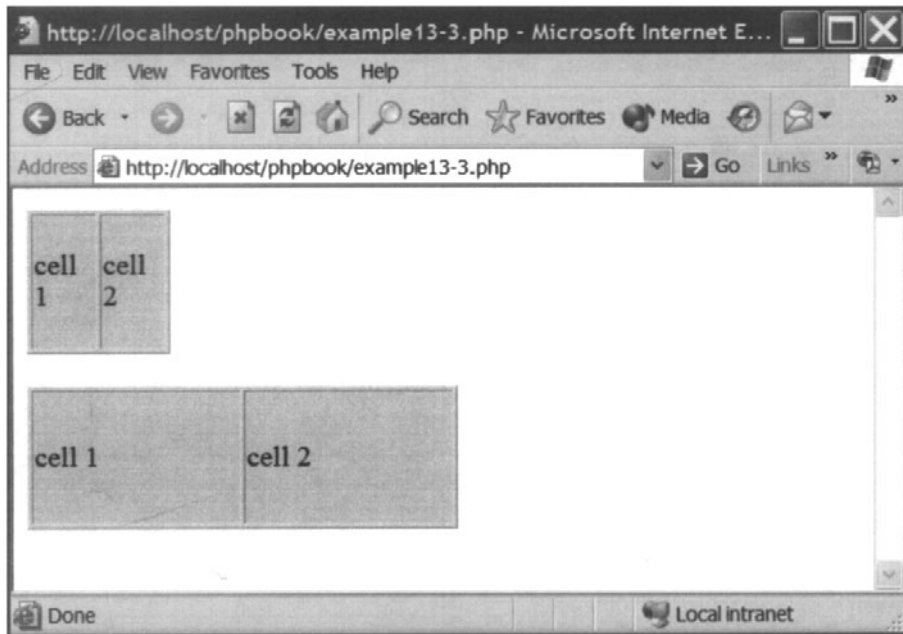 http://localhost/phpbook/example13-3.php - Microsoft Internet E...
File Edit View Favorites Tools Help
Back Search Favorites Media »
Address http://localhost/phpbook/example13-3.php Go Links »
cell
1
cell
2
cell 1 cell 2
Done Local intranet